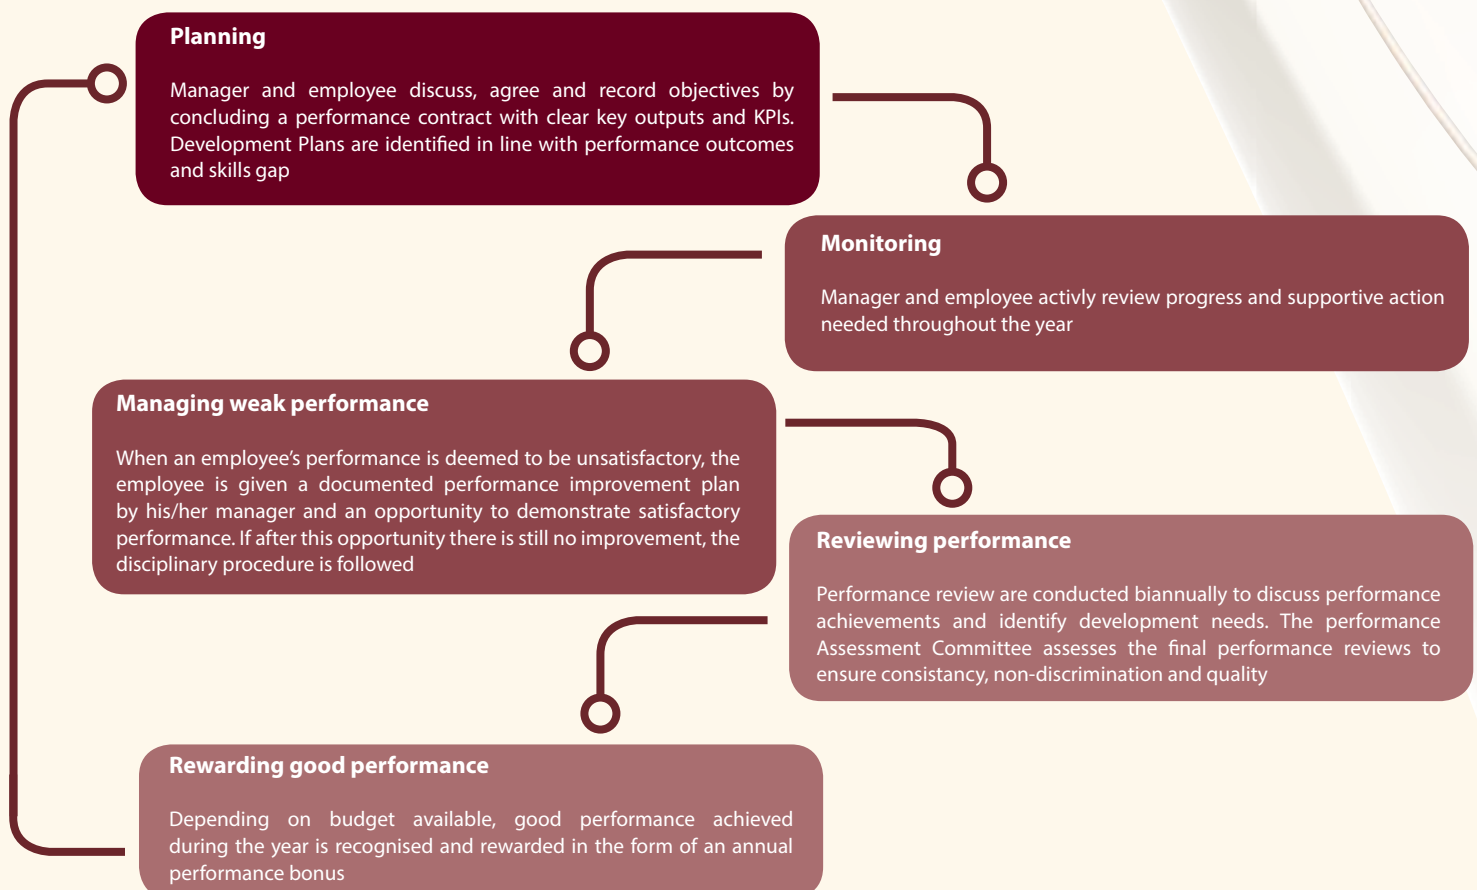 Planning
Manager and employee discuss, agree and record objectives by
concluding a performance contract with clear key outputs and KPIs.
Development Plans are identified in line with performance outcomes
and skills gap
Monitoring
Manager and employee activly review progress and supportive action
needed throughout the year
Managing weak performance
When an employee’s performance is deemed to be unsatisfactory, the
employee is given a documented performance improvement plan
by his/her manager and an opportunity to demonstrate satisfactory
performance. If after this opportunity there is still no improvement, the
disciplinary procedure is followed
Reviewing performance
Performance review are conducted biannually to discuss performance
achievements and identify development needs. The performance
Assessment Committee assesses the final performance reviews to
ensure consistancy, non-discrimination and quality
Rewarding good performance
Depending on budget available, good performance achieved
during the year is recognised and rewarded in the form of an annual
performance bonus